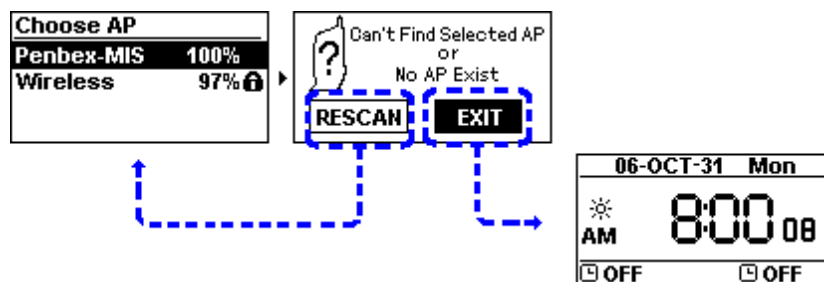 Choose AP
Penbex-MIS 100%
Wireless 97%
?
Can't Find Selected AP
or
No AP Exist
RESCAN EXIT
06-OCT-31 Mon
AM 8:00 08
OFF OFF